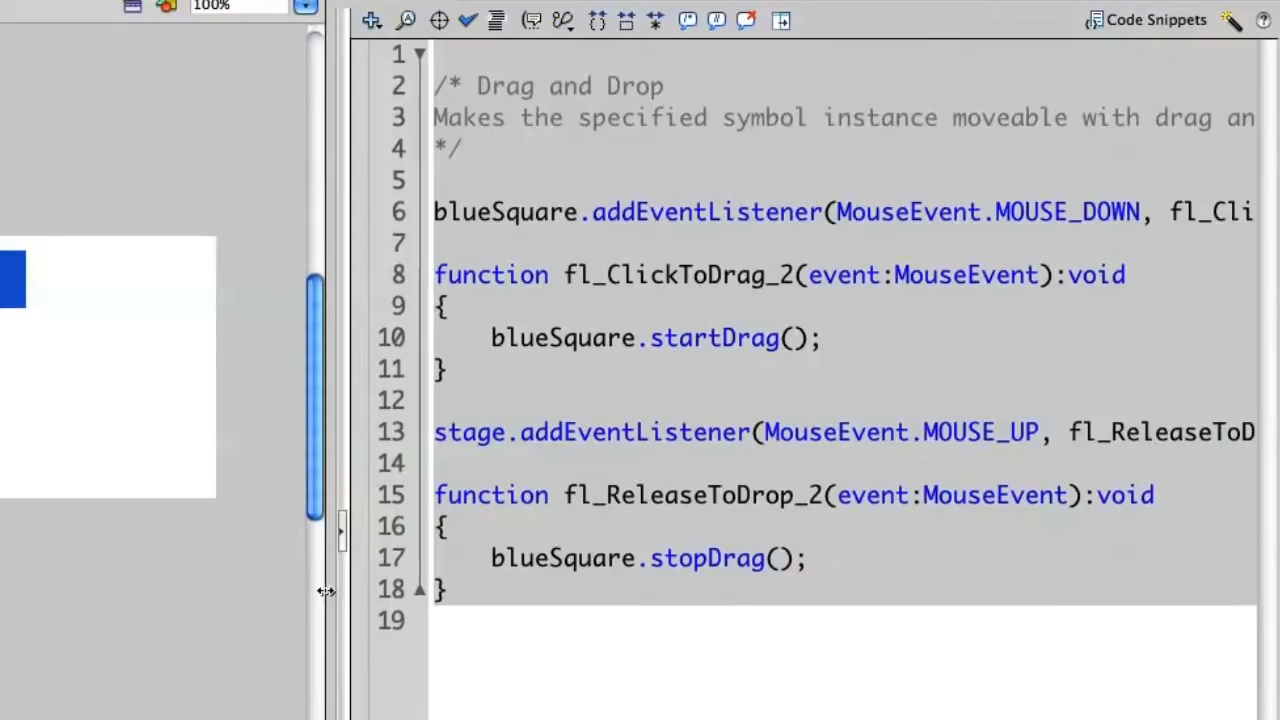 100%
Code Snippets
1
2 /* Drag and Drop
3 Makes the specified symbol instance moveable with drag an
4 */
5
6 blueSquare.addEventListener(MouseEvent.MOUSE_DOWN, fl_Cli
7
8 function fl_ClickToDrag_2(event:MouseEvent):void
9 {
10 blueSquare.startDrag();
11 }
12
13 stage.addEventListener(MouseEvent.MOUSE_UP, fl_ReleaseToD
14
15 function fl_ReleaseToDrop_2(event:MouseEvent):void
16 {
17 blueSquare.stopDrag();
18 }
19